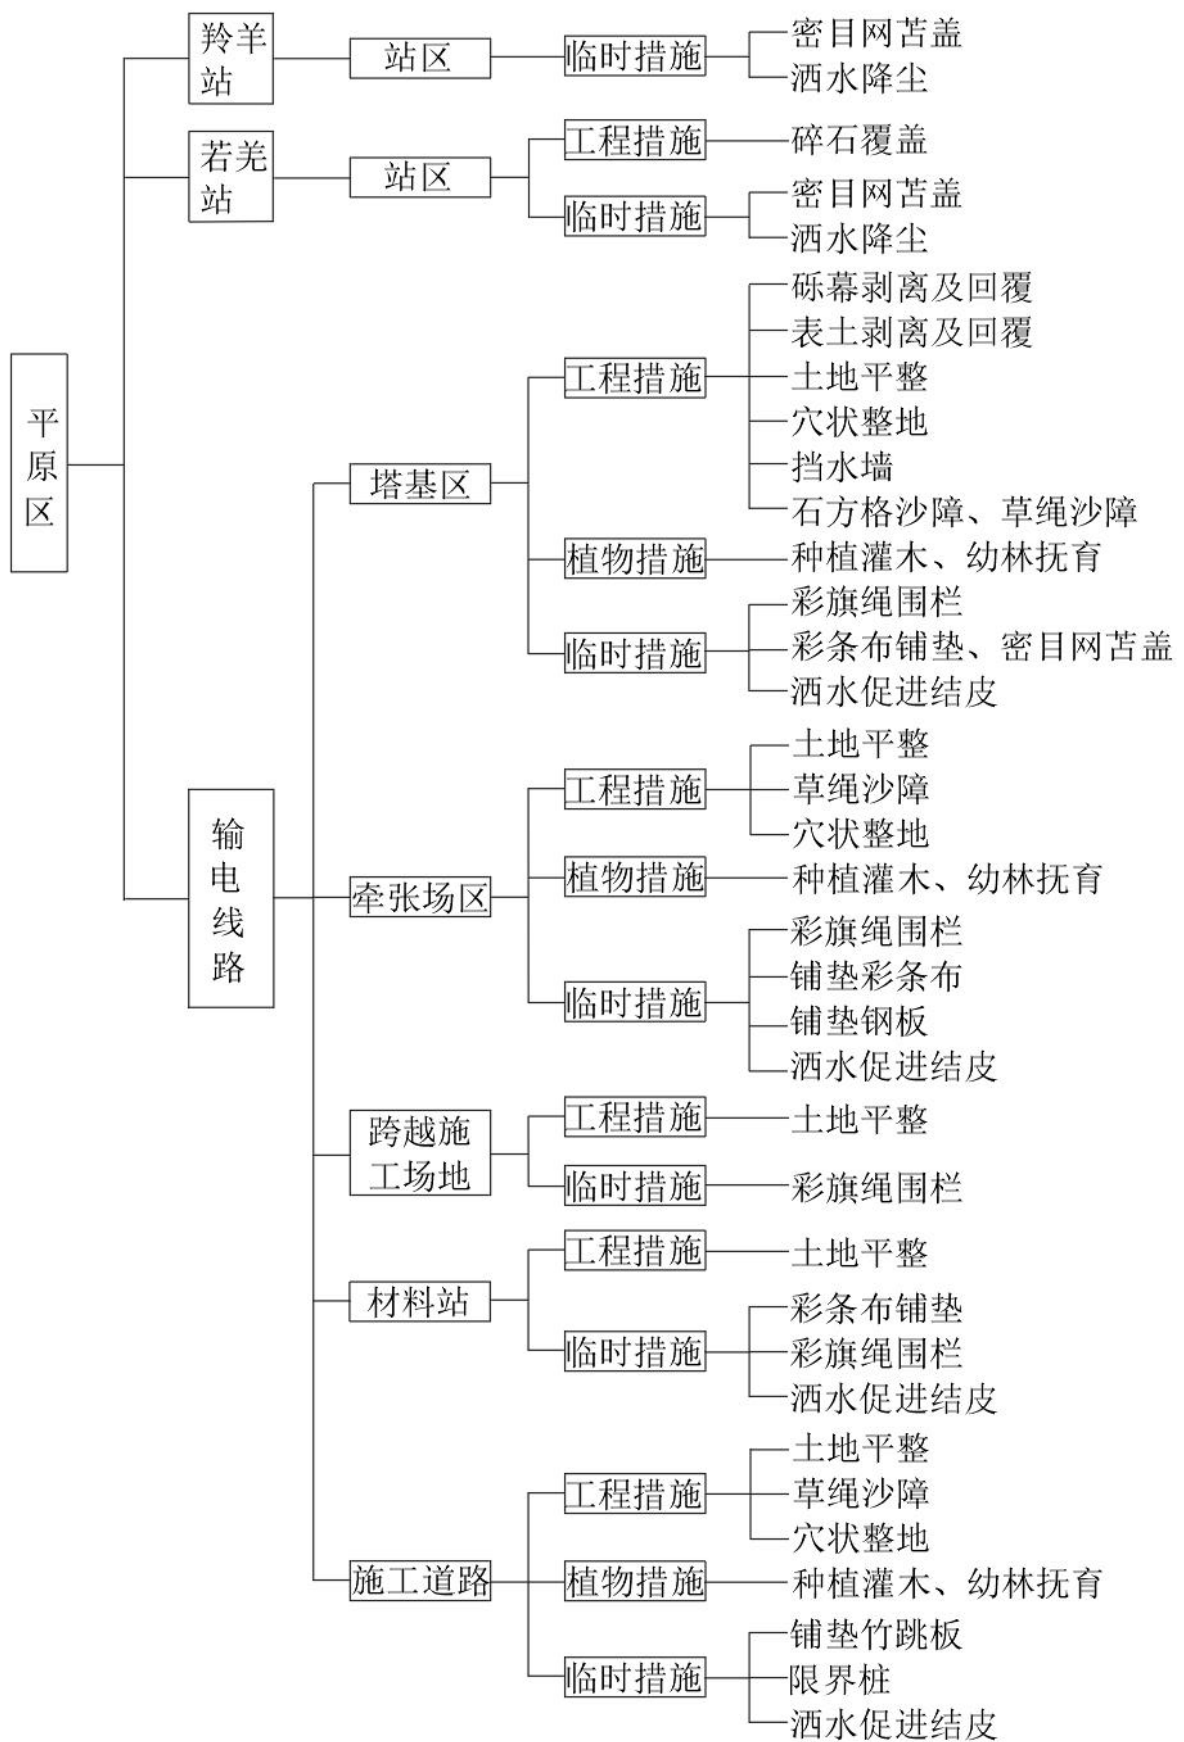 平原区
羚羊
站
站区
临时措施
密目网苫盖
洒水降尘
若羌
站
站区
工程措施
碎石覆盖
临时措施
密目网苫盖
洒水降尘
输电线路
塔基区
工程措施
砾幕剥离及回覆
表土剥离及回覆
土地平整
穴状整地
挡水墙
石方格沙障、草绳沙障
植物措施
种植灌木、幼林抚育
临时措施
彩旗绳围栏
彩条布铺垫、密目网苫盖
洒水促进结皮
牵张场区
工程措施
土地平整
草绳沙障
穴状整地
植物措施
种植灌木、幼林抚育
临时措施
彩旗绳围栏
铺垫彩条布
铺垫钢板
洒水促进结皮
跨越施
工场地
工程措施
土地平整
临时措施
彩旗绳围栏
材料站
工程措施
土地平整
临时措施
彩条布铺垫
彩旗绳围栏
洒水促进结皮
施工道路
工程措施
土地平整
草绳沙障
穴状整地
植物措施
种植灌木、幼林抚育
临时措施
铺垫竹跳板
限界桩
洒水促进结皮